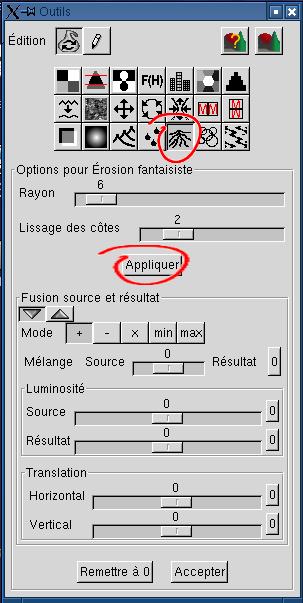 Outils
Édition
F(H)
Options pour Érosion fantaisiste
6
Rayon
2
Lissage des côtes
Appliquer
Fusion source et résultat
Mode + - x min max
0
Mélange Source Résultat 0
Luminosité
0
Source 0
0
Résultat 0
Translation
0
Horizontal 0
0
Vertical 0
Remettre à 0 Accepter